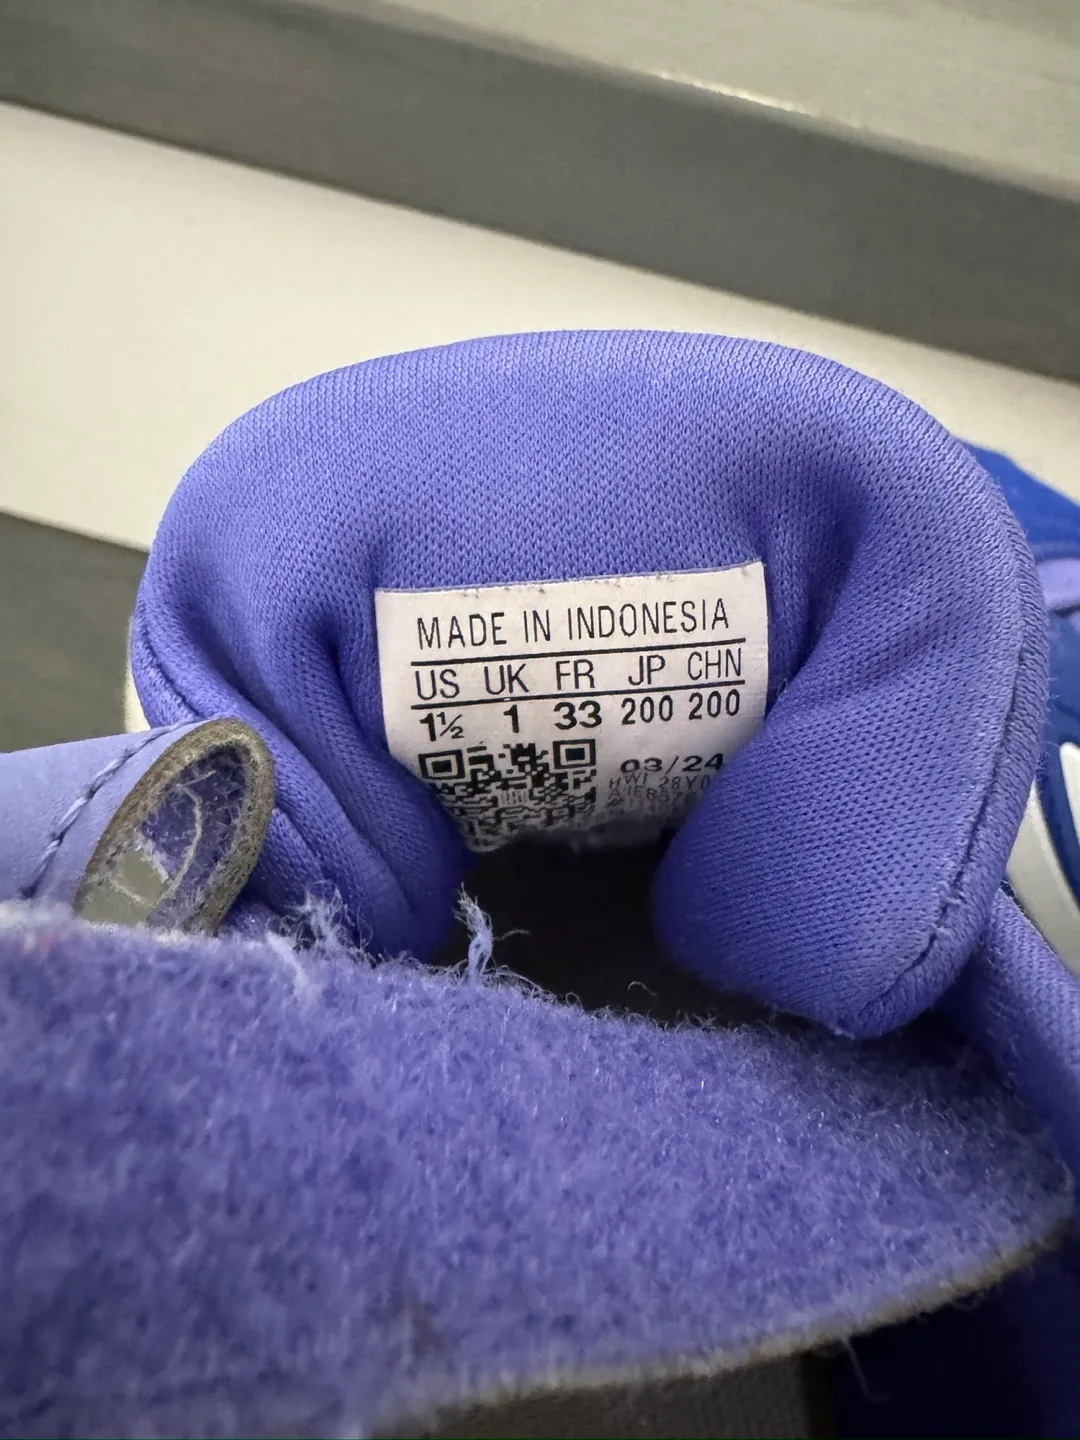 MADE IN INDONESIA
US UK FR JP CHN
1½ 1 33 200 200
03/24